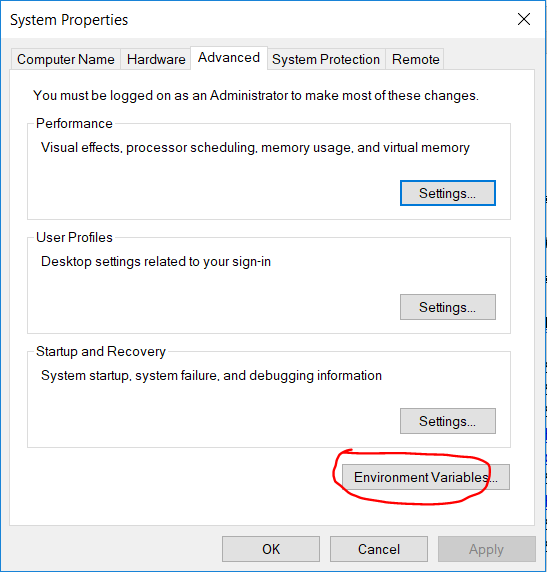 System Properties
Computer Name Hardware Advanced System Protection Remote
You must be logged on as an Administrator to make most of these changes.
Performance
Visual effects, processor scheduling, memory usage, and virtual memory
Settings...
User Profiles
Desktop settings related to your sign-in
Settings...
Startup and Recovery
System startup, system failure, and debugging information
Settings...
Environment Variables...
OK Cancel Apply